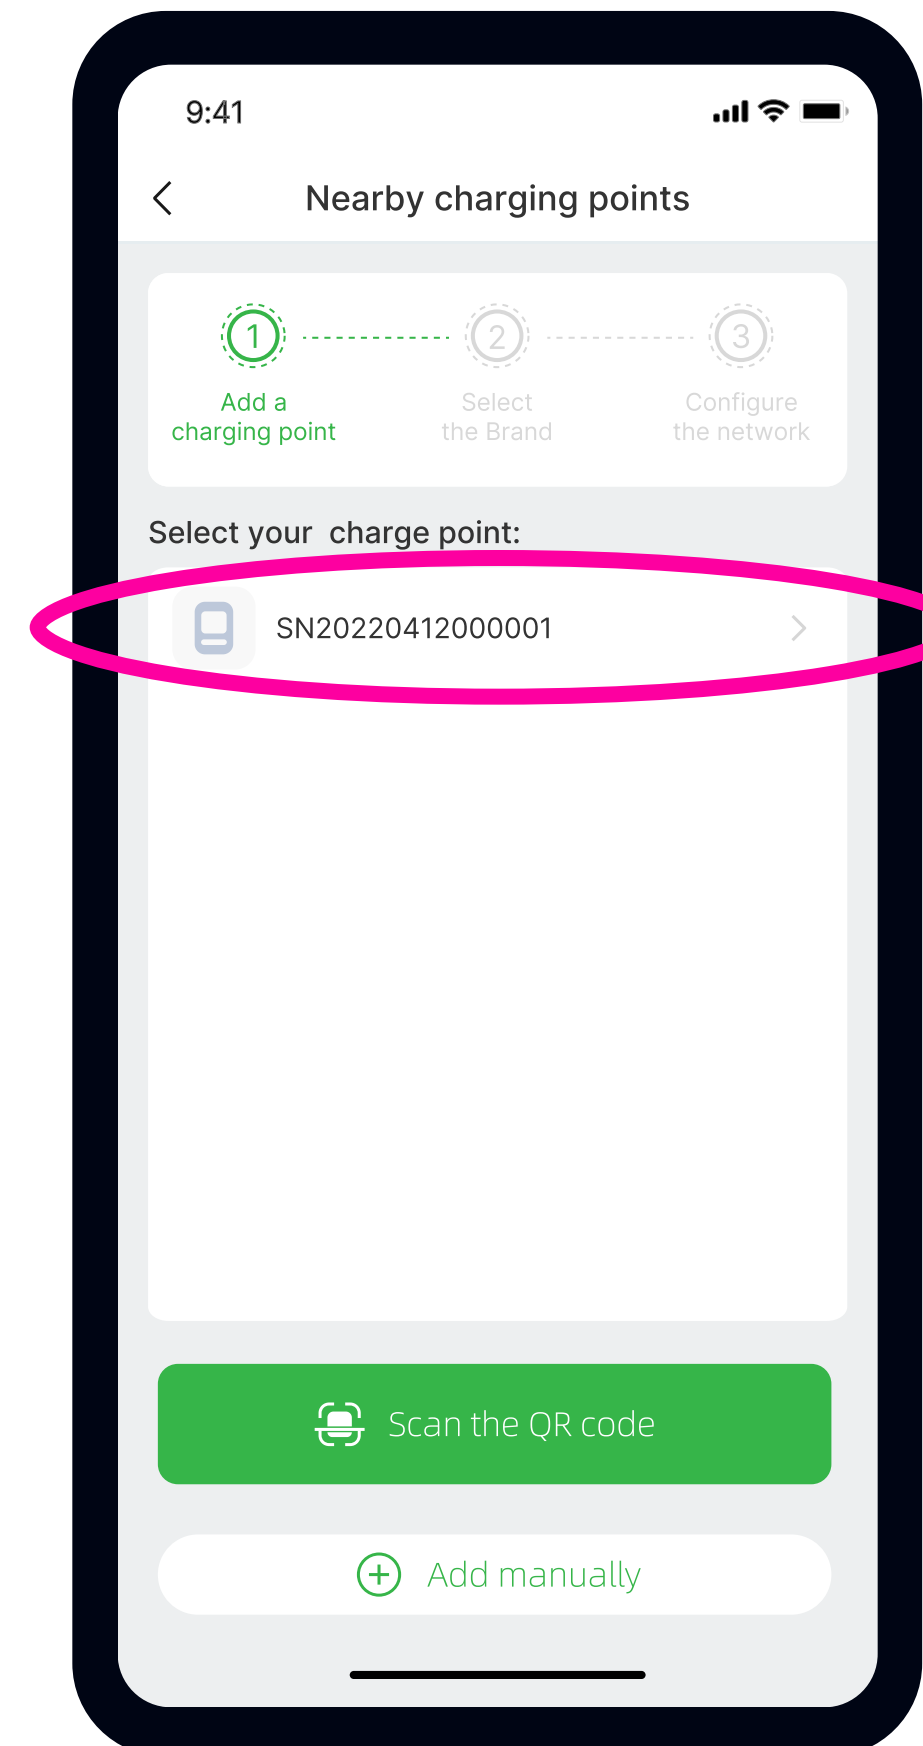 9:41
Nearby charging points
1
2
3
Add a
charging point
Select
the Brand
Configure
the network
Select your  charge point:
SN20220412000001
Scan the QR code
Add manually